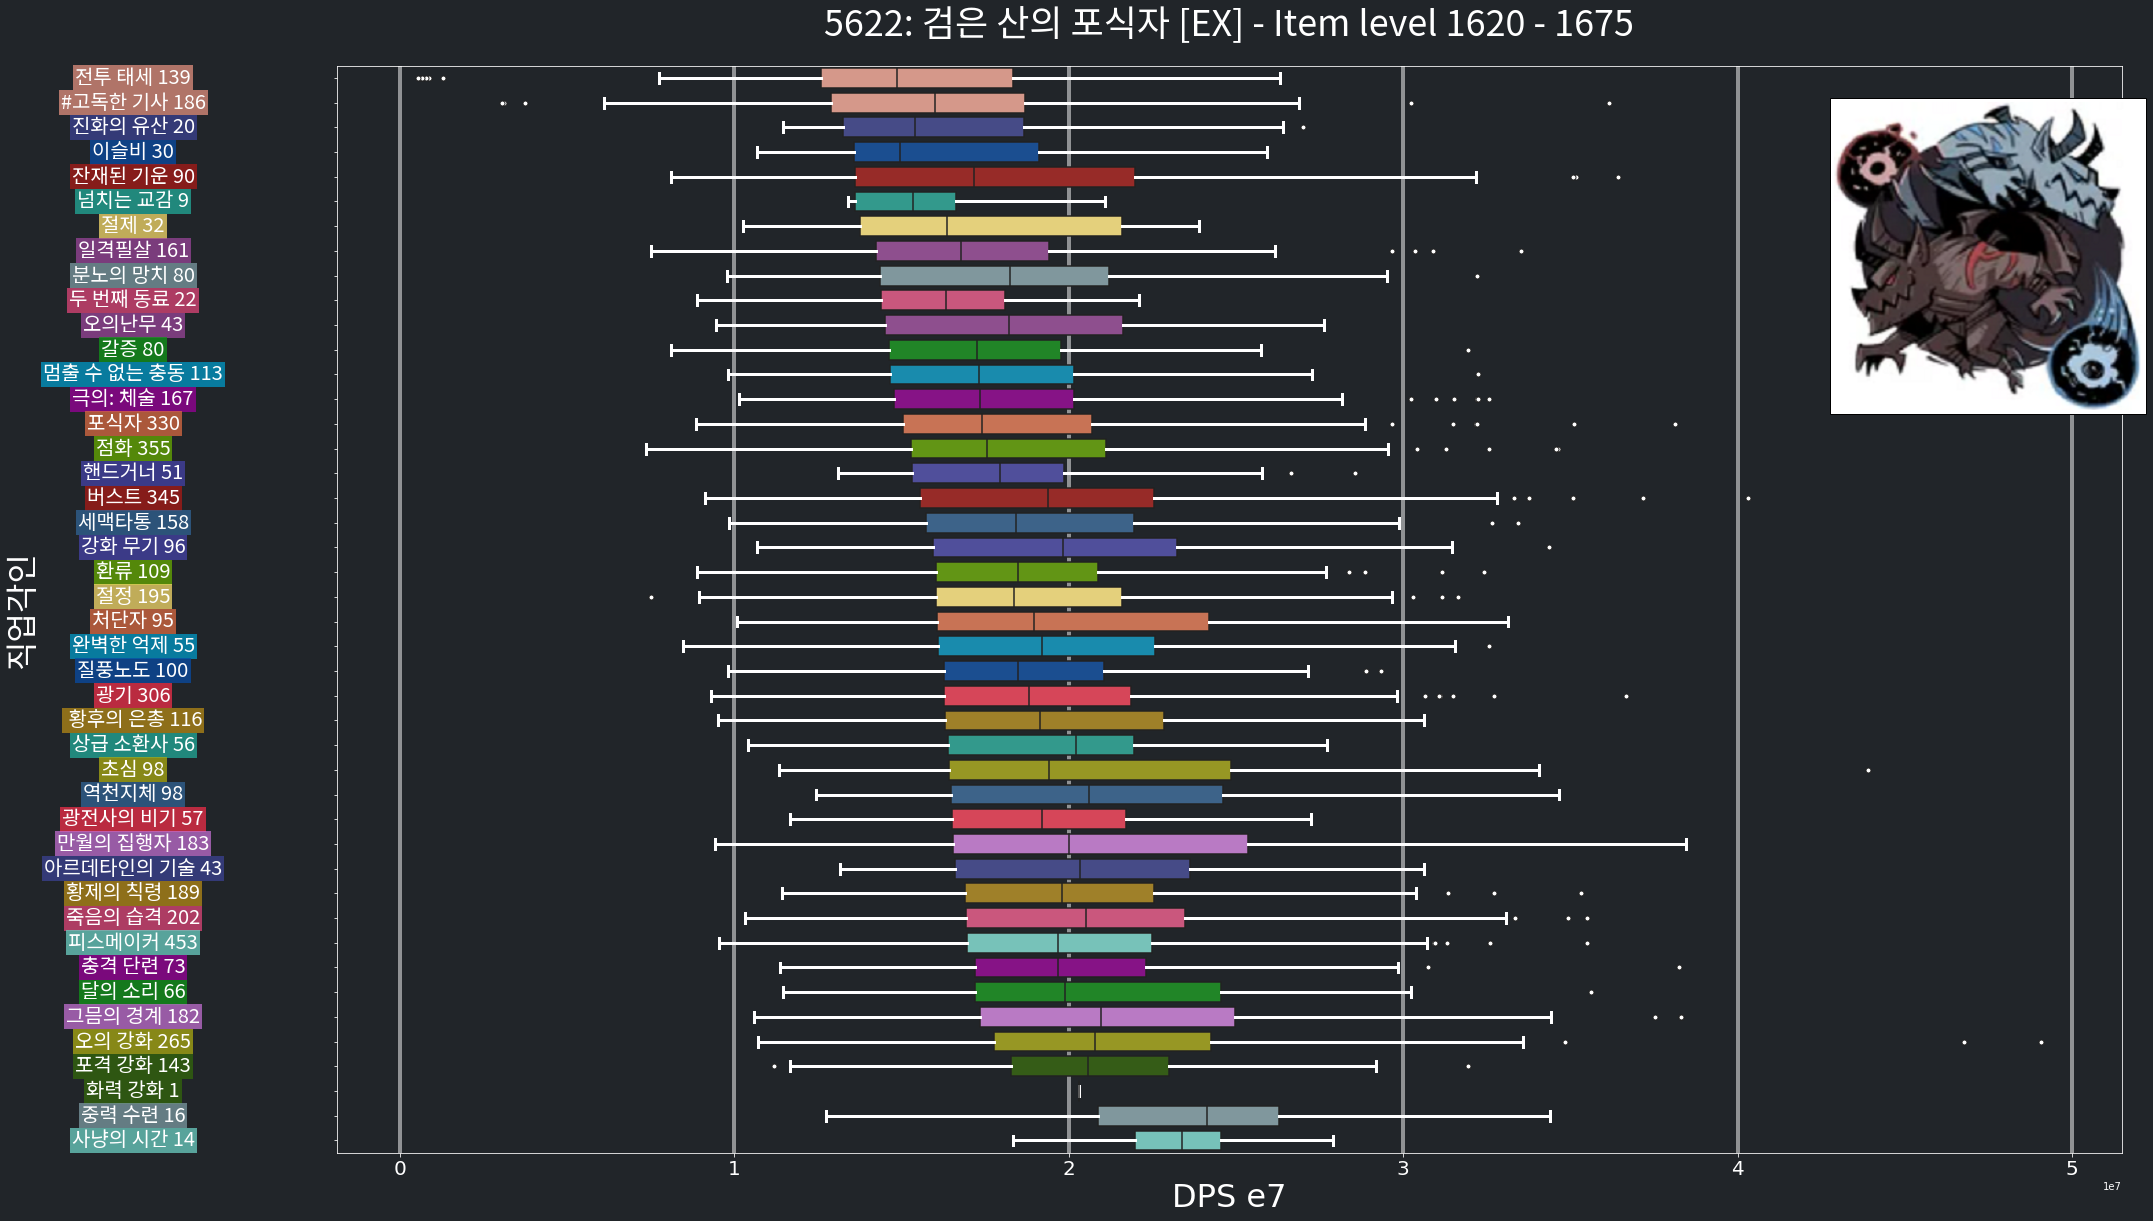 5622: 검은 산의 포식자 [EX] - Item level 1620 - 1675
직업각인
전투 태세 139
#고독한 기사 186
진화의 유산 20
이슬비 30
잔재된 기운 90
넘치는 교감 9
절제 32
일격필살 161
분노의 망치 80
두 번째 동료 22
오의난무 43
갈증 80
멈출 수 없는 충동 113
극의: 체술 167
포식자 330
점화 355
핸드거너 51
버스트 345
세맥타통 158
강화 무기 96
환류 109
절정 195
처단자 95
완벽한 억제 55
질풍노도 100
광기 306
황후의 은총 116
상급 소환사 56
초심 98
역천지체 98
광전사의 비기 57
만월의 집행자 183
아르데타인의 기술 43
황제의 칙령 189
죽음의 습격 202
피스메이커 453
충격 단련 73
달의 소리 66
그믐의 경계 182
오의 강화 265
포격 강화 143
화력 강화 1
중력 수련 16
사냥의 시간 14
0 1 2 3 4 5
1e7
DPS e7